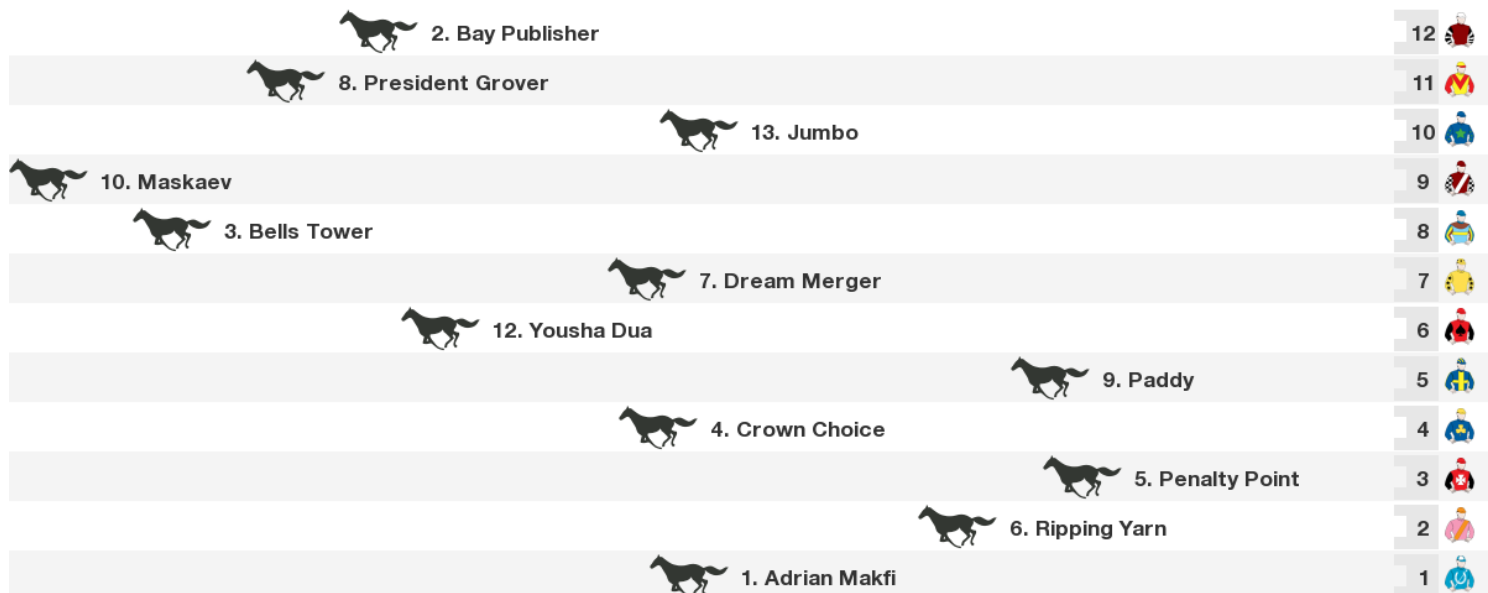 2. Bay Publisher 12
8. President Grover 11
13. Jumbo 10
10. Maskaev 9
3. Bells Tower 8
7. Dream Merger 7
12. Yousha Dua 6
9. Paddy 5
4. Crown Choice 4
5. Penalty Point 3
6. Ripping Yarn 2
1. Adrian Makfi 1